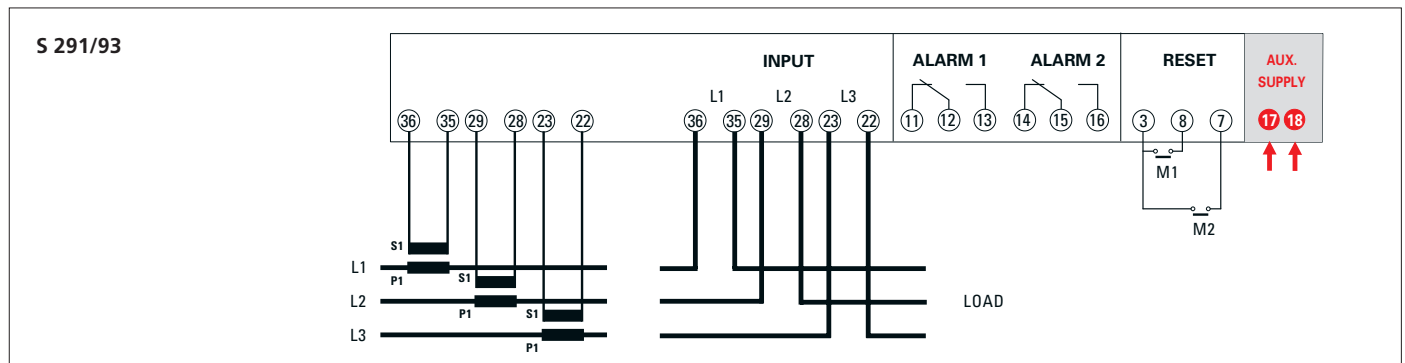 S 291/93
INPUT
ALARM 1 ALARM 2
RESET
AUX.
SUPPLY
L1 L2 L3
36 35 29 28 23 22
36 35 29 28 23 22
11 12 13 14 15 16
3 8 7
17 18
M1
M2
S1
L1
P1
S1
L2
P1
S1
LOAD
L3
P1